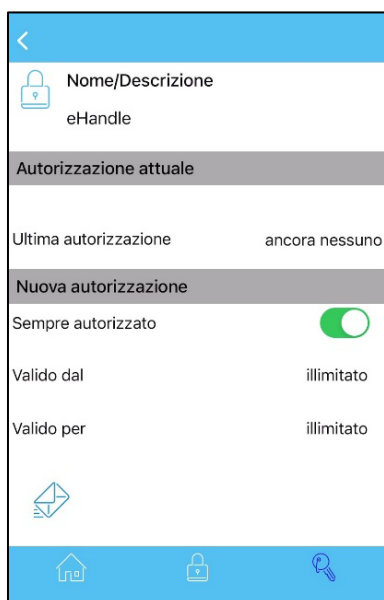 Nome/Descrizione
eHandle
Autorizzazione attuale
Ultima autorizzazione ancora nessuno
Nuova autorizzazione
Sempre autorizzato
Valido dal illimitato
Valido per illimitato